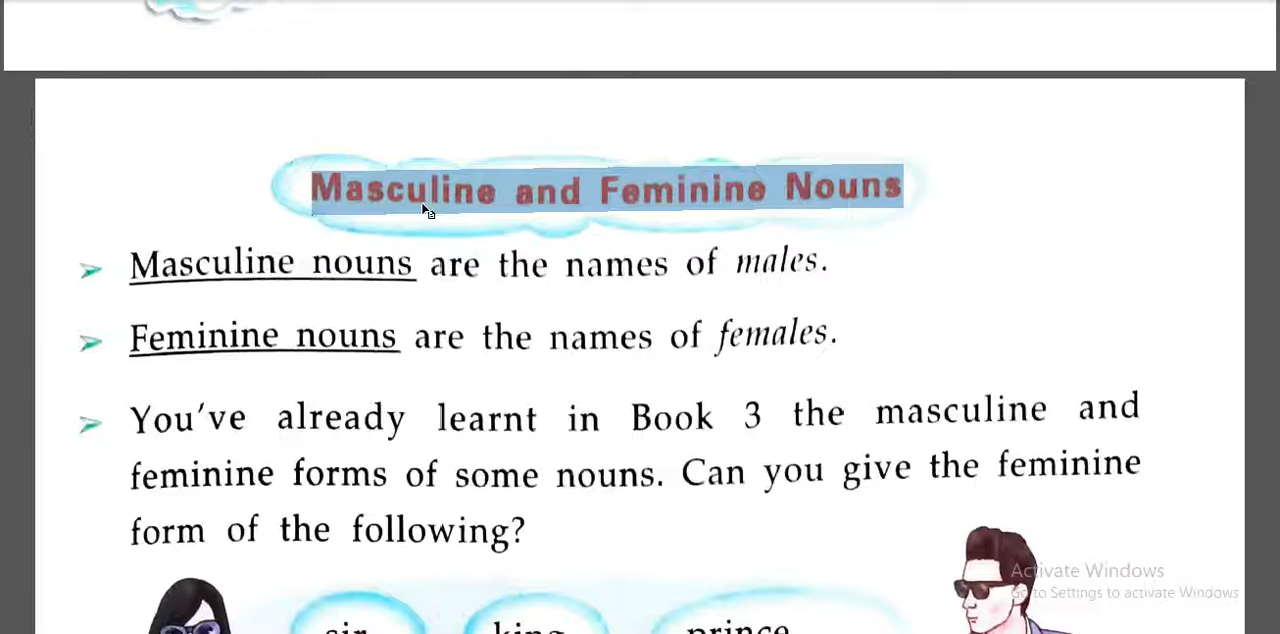 Masculine and Feminine Nouns
➢ Masculine nouns are the names of males.
➢ Feminine nouns are the names of females.
➢ You've already learnt in Book 3 the masculine and
feminine forms of some nouns. Can you give the feminine
form of the following?
Activate Windows
Go to Settings to activate Windows
sir king prince